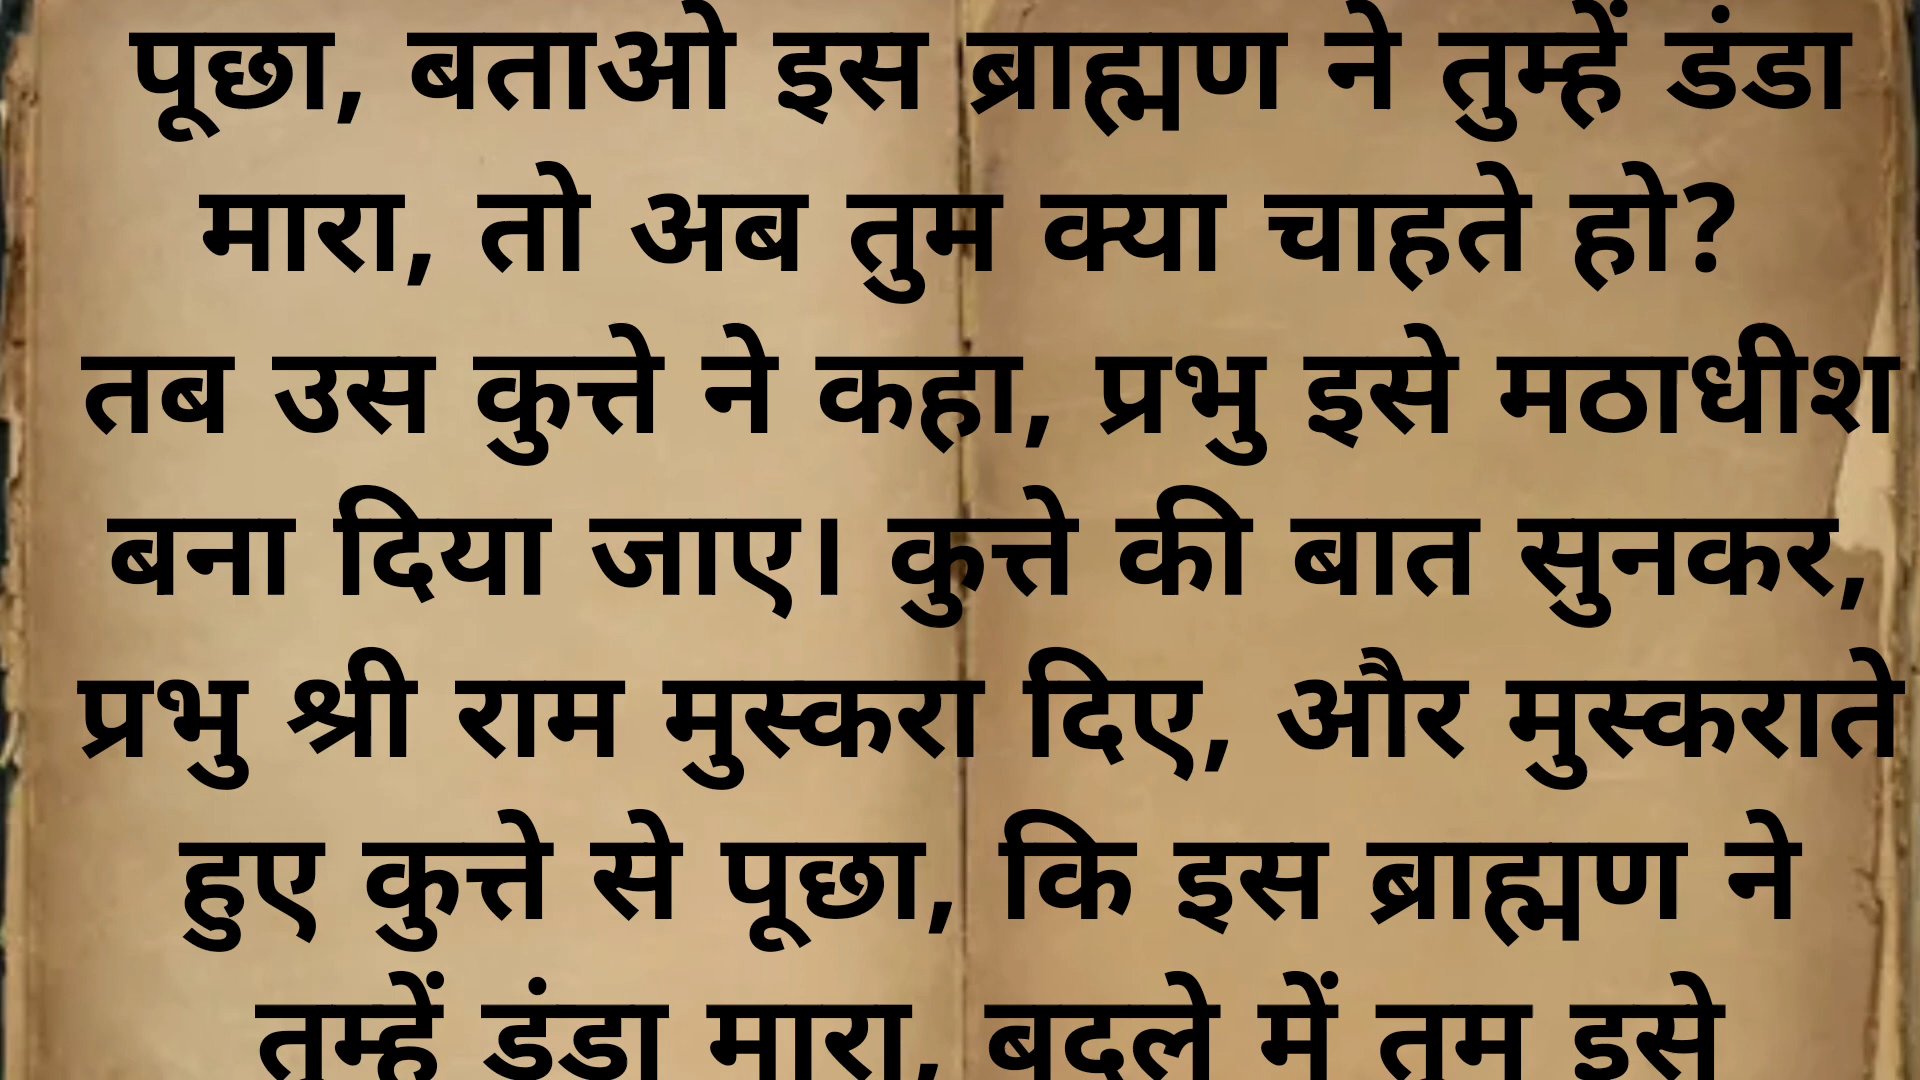 पूछा, बताओ इस ब्राह्मण ने तुम्हें डंडा
मारा, तो अब तुम क्या चाहते हो?
तब उस कुत्ते ने कहा, प्रभु इसे मठाधीश
बना दिया जाए। कुत्ते की बात सुनकर,
प्रभु श्री राम मुस्करा दिए, और मुस्कराते
हुए कुत्ते से पूछा, कि इस ब्राह्मण ने
तुम्हें डंडा मारा, बदले में तुम इसे